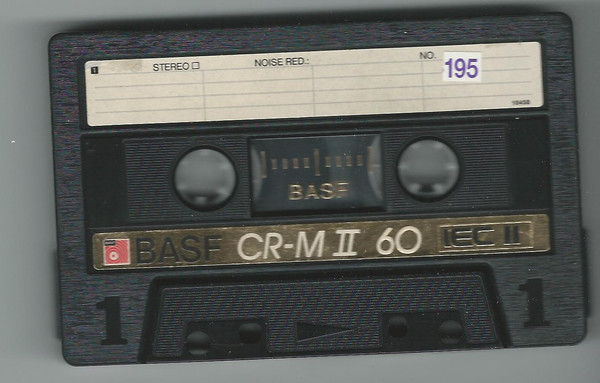 1 STEREO NOISE RED.: NO. 195
BASF
BASF CR-M II 60 IEC II
1 1